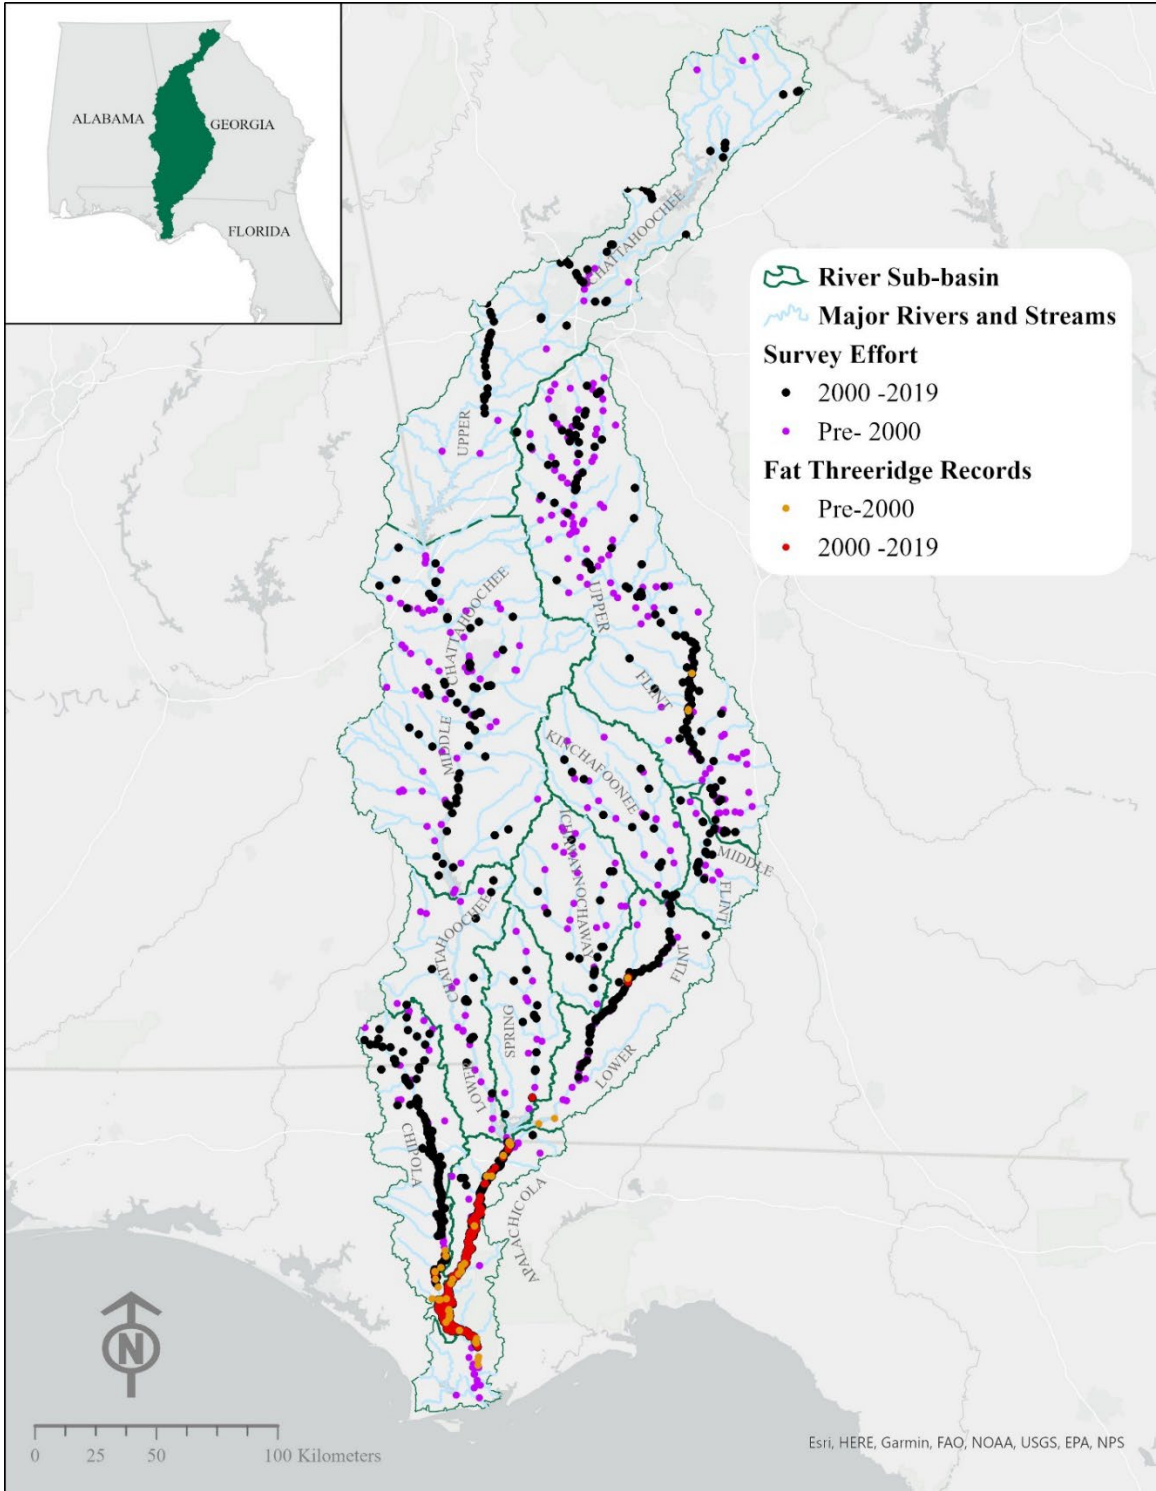 ALABAMA
GEORGIA
FLORIDA
River Sub-basin
Major Rivers and Streams
Survey Effort
2000 -2019
Pre- 2000
Fat Threeridge Records
Pre-2000
2000 -2019
CHATTAHOOCHEE
UPPER
UPPER
FLINT
CHATTAHOOCHEE
MIDDLE
KINCHAFOONEE
ICHAWAYNOCHAWAY
MIDDLE
FLINT
CHATTAHOOCHEE
LOWER
SPRING
FLINT
LOWER
CHIPOLA
APALACHICOLA
N
0 25 50 100 Kilometers
Esri, HERE, Garmin, FAO, NOAA, USGS, EPA, NPS